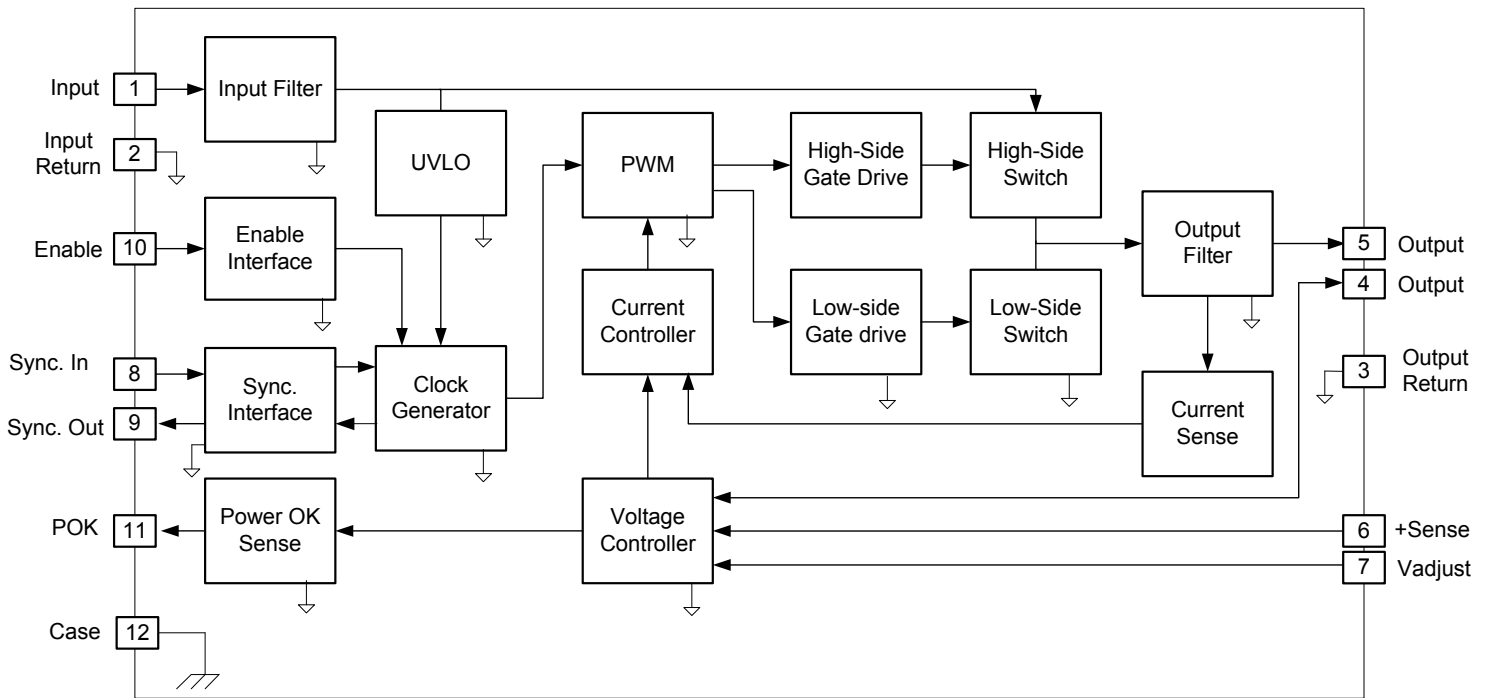 Input
1
Input Filter
Input
Return
2
UVLO
PWM
High-Side
Gate Drive
High-Side
Switch
Enable
10
Enable
Interface
Output
Filter
5
Output
4
Output
Current
Controller
Low-side
Gate drive
Low-Side
Switch
Sync. In
8
Sync.
Interface
Sync. Out
9
Clock
Generator
3
Output
Return
Current
Sense
POK
11
Power OK
Sense
Voltage
Controller
6
+Sense
7
Vadjust
Case
12